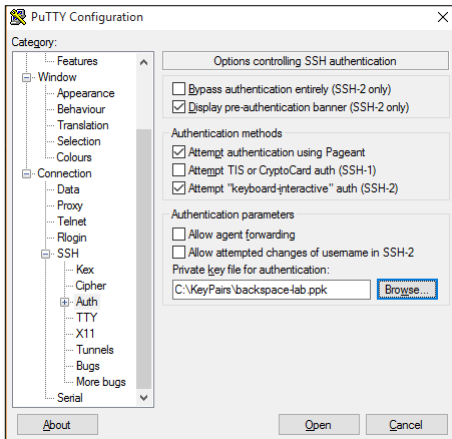 PuTTY Configuration
Category:
Features
Window
Appearance
Behaviour
Translation
Selection
Colours
Connection
Data
Proxy
Telnet
Rlogin
SSH
Kex
Cipher
Auth
TTY
X11
Tunnels
Bugs
More bugs
Serial
Options controlling SSH authentication
Bypass authentication entirely (SSH-2 only)
Display pre-authentication banner (SSH-2 only)
Authentication methods
Attempt authentication using Pageant
Attempt TIS or CryptoCard auth (SSH-1)
Attempt "keyboard-interactive" auth (SSH-2)
Authentication parameters
Allow agent forwarding
Allow attempted changes of username in SSH-2
Private key file for authentication:
C:\KeyPairs\backspace-lab.ppk
Browse...
About
Open
Cancel